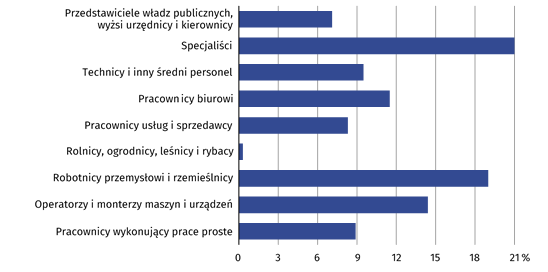 Przedstawiciele władz publicznych,
wyżsi urzędnicy i kierownicy
Specjaliści
Technicy i inny średni personel
Pracownicy biurowi
Pracownicy usług i sprzedawcy
Rolnicy, ogrodnicy, leśnicy i rybacy
Robotnicy przemysłowi i rzemieślnicy
Operatorzy i monterzy maszyn i urządzeń
Pracownicy wykonujący prace proste
0 3 6 9 12 15 18 21 %